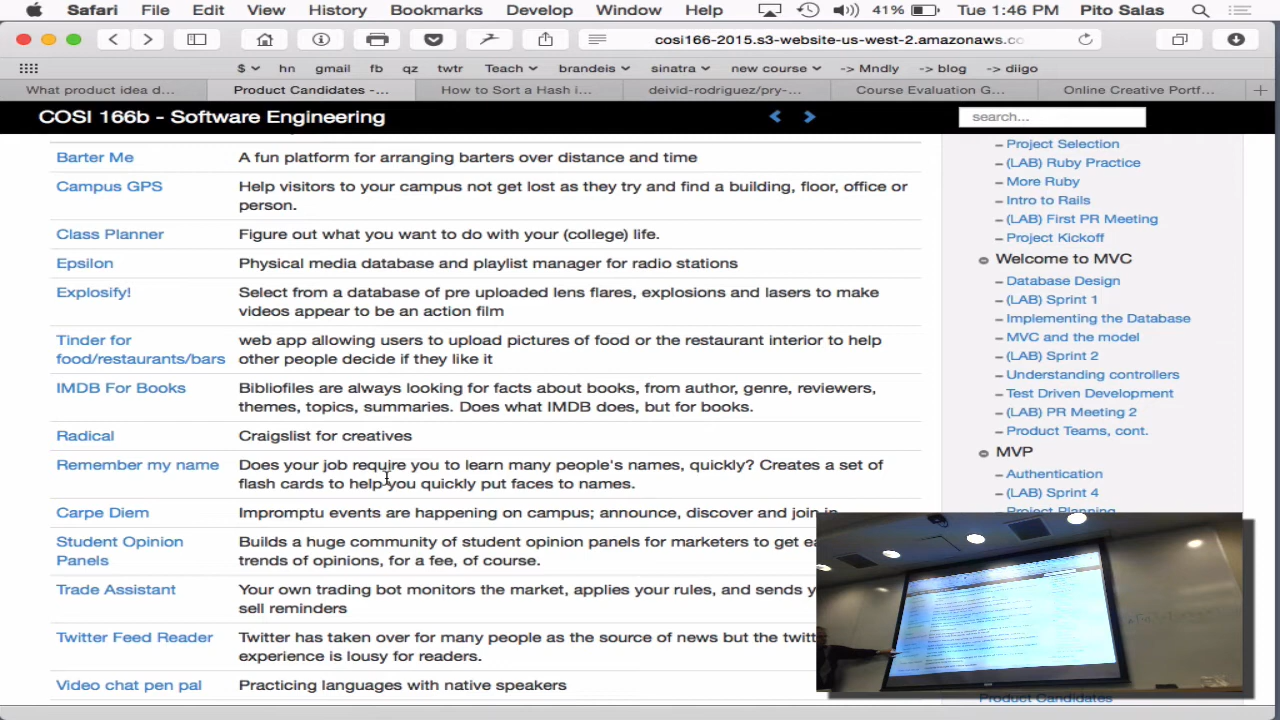 Safari File Edit View History Bookmarks Develop Window Help 41% Tue 1:46 PM Pito Salas
cosi166-2015.s3-website-us-west-2.amazonaws.cc
$ hn gmail fb qz twtr Teach brandeis sinatra new course -> Mndly -> blog -> diigo
What product idea d... Product Candidates -... How to Sort a Hash i... deivid-rodriguez/pry-... Course Evaluation G... Online Creative Portf...
COSI 166b - Software Engineering
search...
Barter Me A fun platform for arranging barters over distance and time
Campus GPS Help visitors to your campus not get lost as they try and find a building, floor, office or
person.
Class Planner Figure out what you want to do with your (college) life.
Epsilon Physical media database and playlist manager for radio stations
Explosify! Select from a database of pre uploaded lens flares, explosions and lasers to make
videos appear to be an action film
Tinder for web app allowing users to upload pictures of food or the restaurant interior to help
food/restaurants/bars other people decide if they like it
IMDB For Books Bibliofiles are always looking for facts about books, from author, genre, reviewers,
themes, topics, summaries. Does what IMDB does, but for books.
Radical Craigslist for creatives
Remember my name Does your job require you to learn many people's names, quickly? Creates a set of
flash cards to help you quickly put faces to names.
Carpe Diem Impromptu events are happening on campus; announce, discover and join in
Student Opinion Builds a huge community of student opinion panels for marketers to get
Panels trends of opinions, for a fee, of course.
Trade Assistant Your own trading bot monitors the market, applies your rules, and sends
sell reminders
Twitter Feed Reader Twitter has taken over for many people as the source of news but the
experience is lousy for readers.
Video chat pen pal Practicing languages with native speakers
Project Selection
(LAB) Ruby Practice
More Ruby
Intro to Rails
(LAB) First PR Meeting
Project Kickoff
Welcome to MVC
Database Design
(LAB) Sprint 1
Implementing the Database
MVC and the model
(LAB) Sprint 2
Understanding controllers
Test Driven Development
(LAB) PR Meeting 2
Product Teams, cont.
MVP
Authentication
(LAB) Sprint 4
Project Planning
Product Candidates